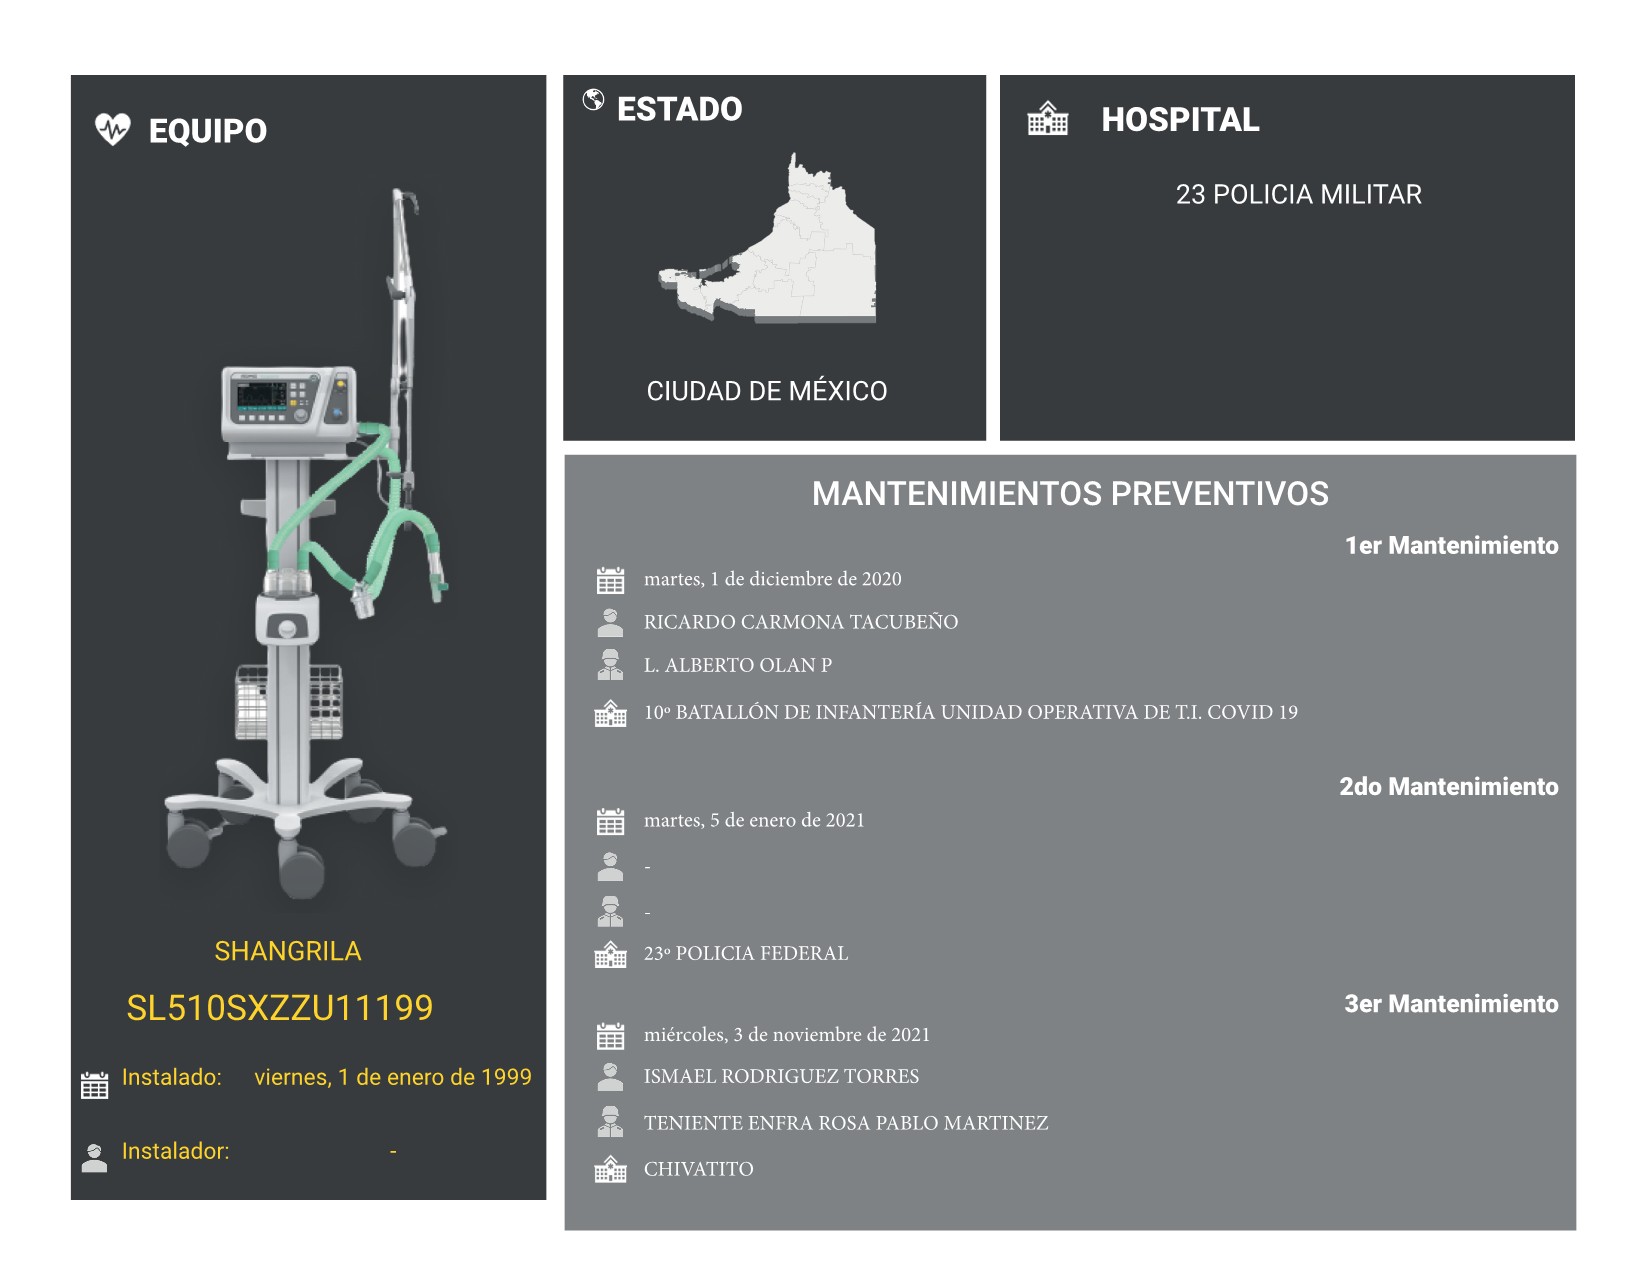 EQUIPO
SHANGRILA
SL510SXZZU11199
Instalado: viernes, 1 de enero de 1999
Instalador: -
ESTADO
CIUDAD DE MÉXICO
HOSPITAL
23 POLICIA MILITAR
MANTENIMIENTOS PREVENTIVOS
1er Mantenimiento
martes, 1 de diciembre de 2020
RICARDO CARMONA TACUBEÑO
L. ALBERTO OLAN P
10º BATALLÓN DE INFANTERÍA UNIDAD OPERATIVA DE T.I. COVID 19
2do Mantenimiento
martes, 5 de enero de 2021
-
-
23º POLICIA FEDERAL
3er Mantenimiento
miércoles, 3 de noviembre de 2021
ISMAEL RODRIGUEZ TORRES
TENIENTE ENFRA ROSA PABLO MARTINEZ
CHIVATITO